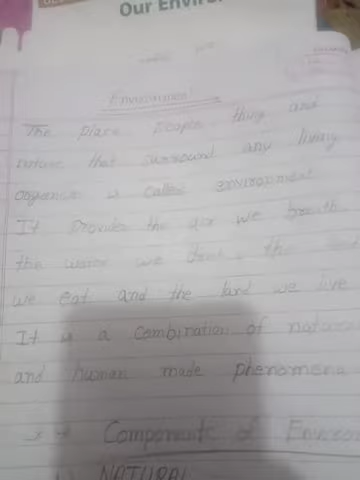 Our Enviro
Environment
The place people thing and
nature that surround any living
organism is called environment
It provides the air we breath
the water we drink, the food
we eat and the land we live
It is a combination of natural
and human made phenomena
Components of Environ
NATURAL